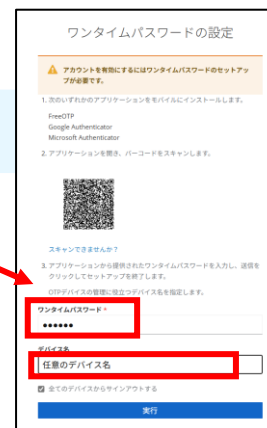 ワンタイムパスワードの設定
アカウントを有効にするにはワンタイムパスワードのセットアッ
プが必要です。
1. 次のいずれかのアプリケーションをモバイルにインストールします。
FreeOTP
Google Authenticator
Microsoft Authenticator
2. アプリケーションを開き、バーコードをスキャンします。
スキャンできませんか？
3. アプリケーションから提供されたワンタイムパスワードを入力し、送信を
クリックしてセットアップを終了します。
OTPデバイスの管理に役立つデバイス名を指定します。
ワンタイムパスワード *
●●●●●●
デバイス名
任意のデバイス名
全てのデバイスからサインアウトする
実行